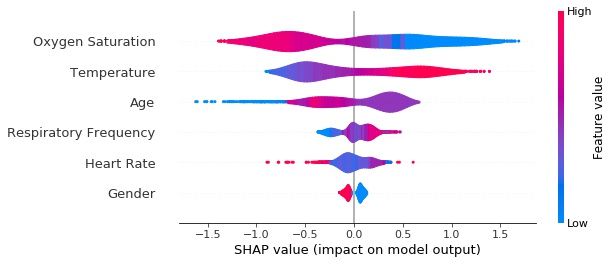 High
Oxygen Saturation
Temperature
Age
Respiratory Frequency
Heart Rate
Gender
Feature value
Low
−1.5 −1.0 −0.5 0.0 0.5 1.0 1.5
SHAP value (impact on model output)